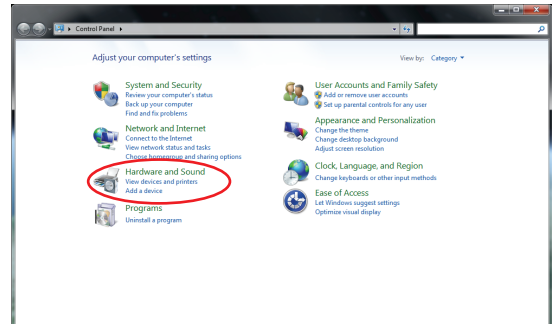 Control Panel
Adjust your computer's settings
View by: Category
System and Security
Review your computer's status
Back up your computer
Find and fix problems
Network and Internet
Connect to the Internet
View network status and tasks
Choose homegroup and sharing options
Hardware and Sound
View devices and printers
Add a device
Programs
Uninstall a program
User Accounts and Family Safety
Add or remove user accounts
Set up parental controls for any user
Appearance and Personalization
Change the theme
Change desktop background
Adjust screen resolution
Clock, Language, and Region
Change keyboards or other input methods
Ease of Access
Let Windows suggest settings
Optimize visual display